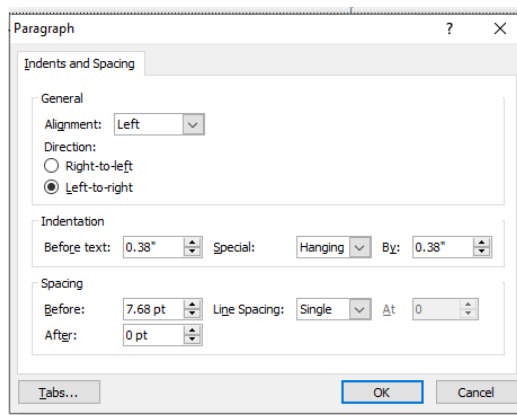 Paragraph ? ×
Indents and Spacing
General
Alignment: Left
Direction:
Right-to-left
Left-to-right
Indentation
Before text: 0.38" Special: Hanging By: 0.38"
Spacing
Before: 7.68 pt Line Spacing: Single At 0
After: 0 pt
Tabs... OK Cancel